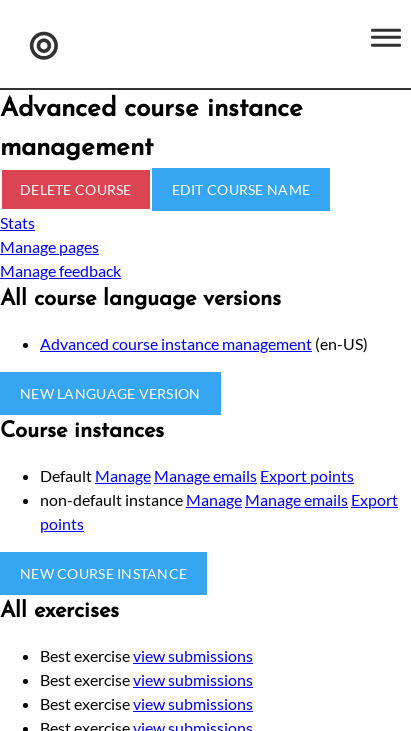 Advanced course instance
management
DELETE COURSE EDIT COURSE NAME
Stats
Manage pages
Manage feedback
All course language versions
Advanced course instance management (en-US)
NEW LANGUAGE VERSION
Course instances
Default Manage Manage emails Export points
non-default instance Manage Manage emails Export
points
NEW COURSE INSTANCE
All exercises
Best exercise view submissions
Best exercise view submissions
Best exercise view submissions
Best exercise view submissions